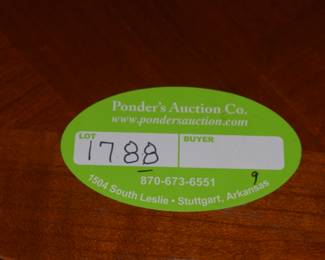 Ponder's Auction Co.
www.pondersauction.com
LOT BUYER
1788
870-673-6551
9
1504 South Leslie • Stuttgart, Arkansas